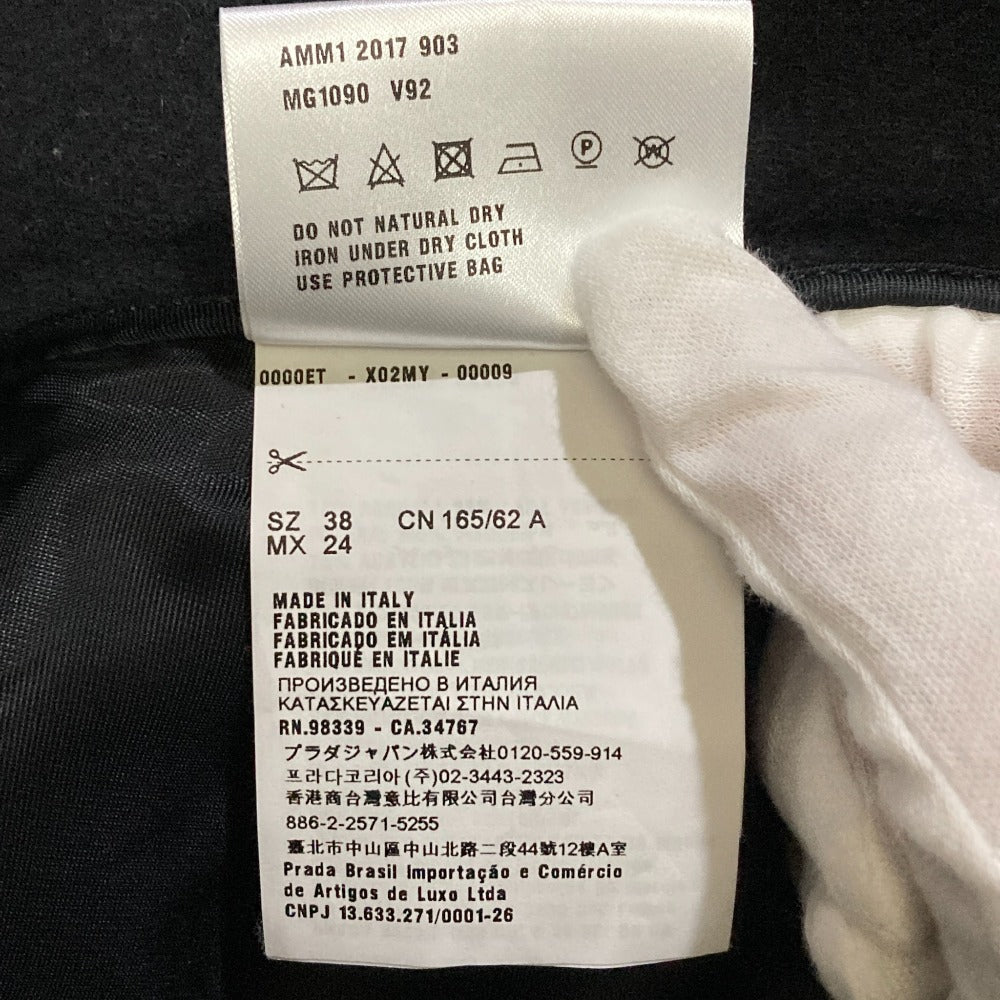 AMM1 2017 903
MG1090 V92
P
W
DO NOT NATURAL DRY
IRON UNDER DRY CLOTH
USE PROTECTIVE BAG
0000ET - X02MY - 00009
SZ 38 CN 165/62 A
MX 24
MADE IN ITALY
FABRICADO EN ITALIA
FABRICADO EM ITÁLIA
FABRIQUÉ EN ITALIE
ПРОИЗВЕДЕНО В ИТАЛИЯ
ΚΑΤΑΣΚΕΥΑΖΕΤΑΙ ΣΤΗΝ ΙΤΑΛΙΑ
RN.98339 - CA.34767
プラダジャパン株式会社0120-559-914
프라다코리아(주)02-3443-2323
香港商台灣意比有限公司台灣分公司
886-2-2571-5255
臺北市中山區中山北路二段44號12樓A室
Prada Brasil Importação e Comércio
de Artigos de Luxo Ltda
CNPJ 13.633.271/0001-26